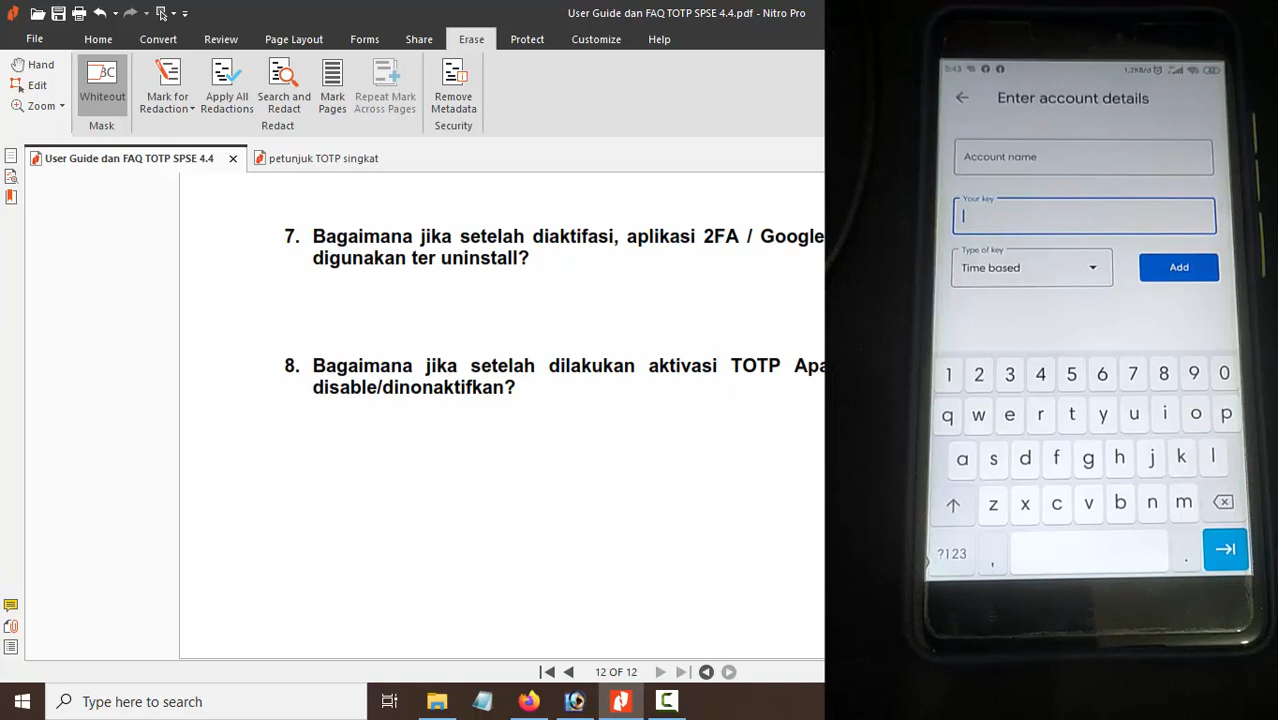 User Guide dan FAQ TOTP SPSE 4.4.pdf - Nitro Pro
File Home Convert Review Page Layout Forms Share Erase Protect Customize Help
Hand
Edit
Zoom
Whiteout
Mask
Mark for
Redaction
Apply All
Redactions
Search and
Redact
Mark
Pages
Repeat Mark
Across Pages
Redact
Remove
Metadata
Security
User Guide dan FAQ TOTP SPSE 4.4
petunjuk TOTP singkat
7. Bagaimana jika setelah diaktifasi, aplikasi 2FA / Google
digunakan ter uninstall?
8. Bagaimana jika setelah dilakukan aktivasi TOTP Apa
disable/dinonaktifkan?
12 OF 12
Type here to search
5:43
Enter account details
Account name
Your key
Type of key
Time based
Add
1 2 3 4 5 6 7 8 9 0
q w e r t y u i o p
a s d f g h j k l
z x c v b n m
?123 , .